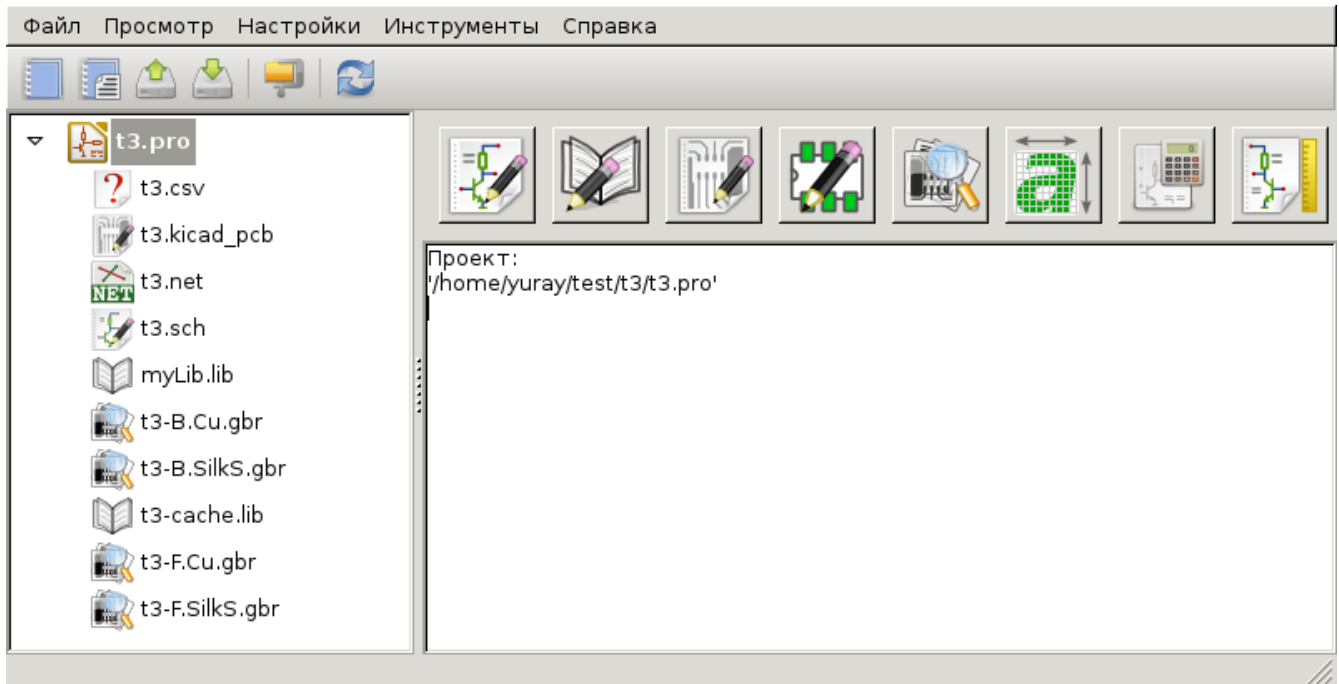 Файл Просмотр Настройки Инструменты Справка
t3.pro
t3.csv
t3.kicad_pcb
NET t3.net
t3.sch
myLib.lib
t3-B.Cu.gbr
t3-B.SilkS.gbr
t3-cache.lib
t3-F.Cu.gbr
t3-F.SilkS.gbr
a
Проект:
'/home/yuray/test/t3/t3.pro'